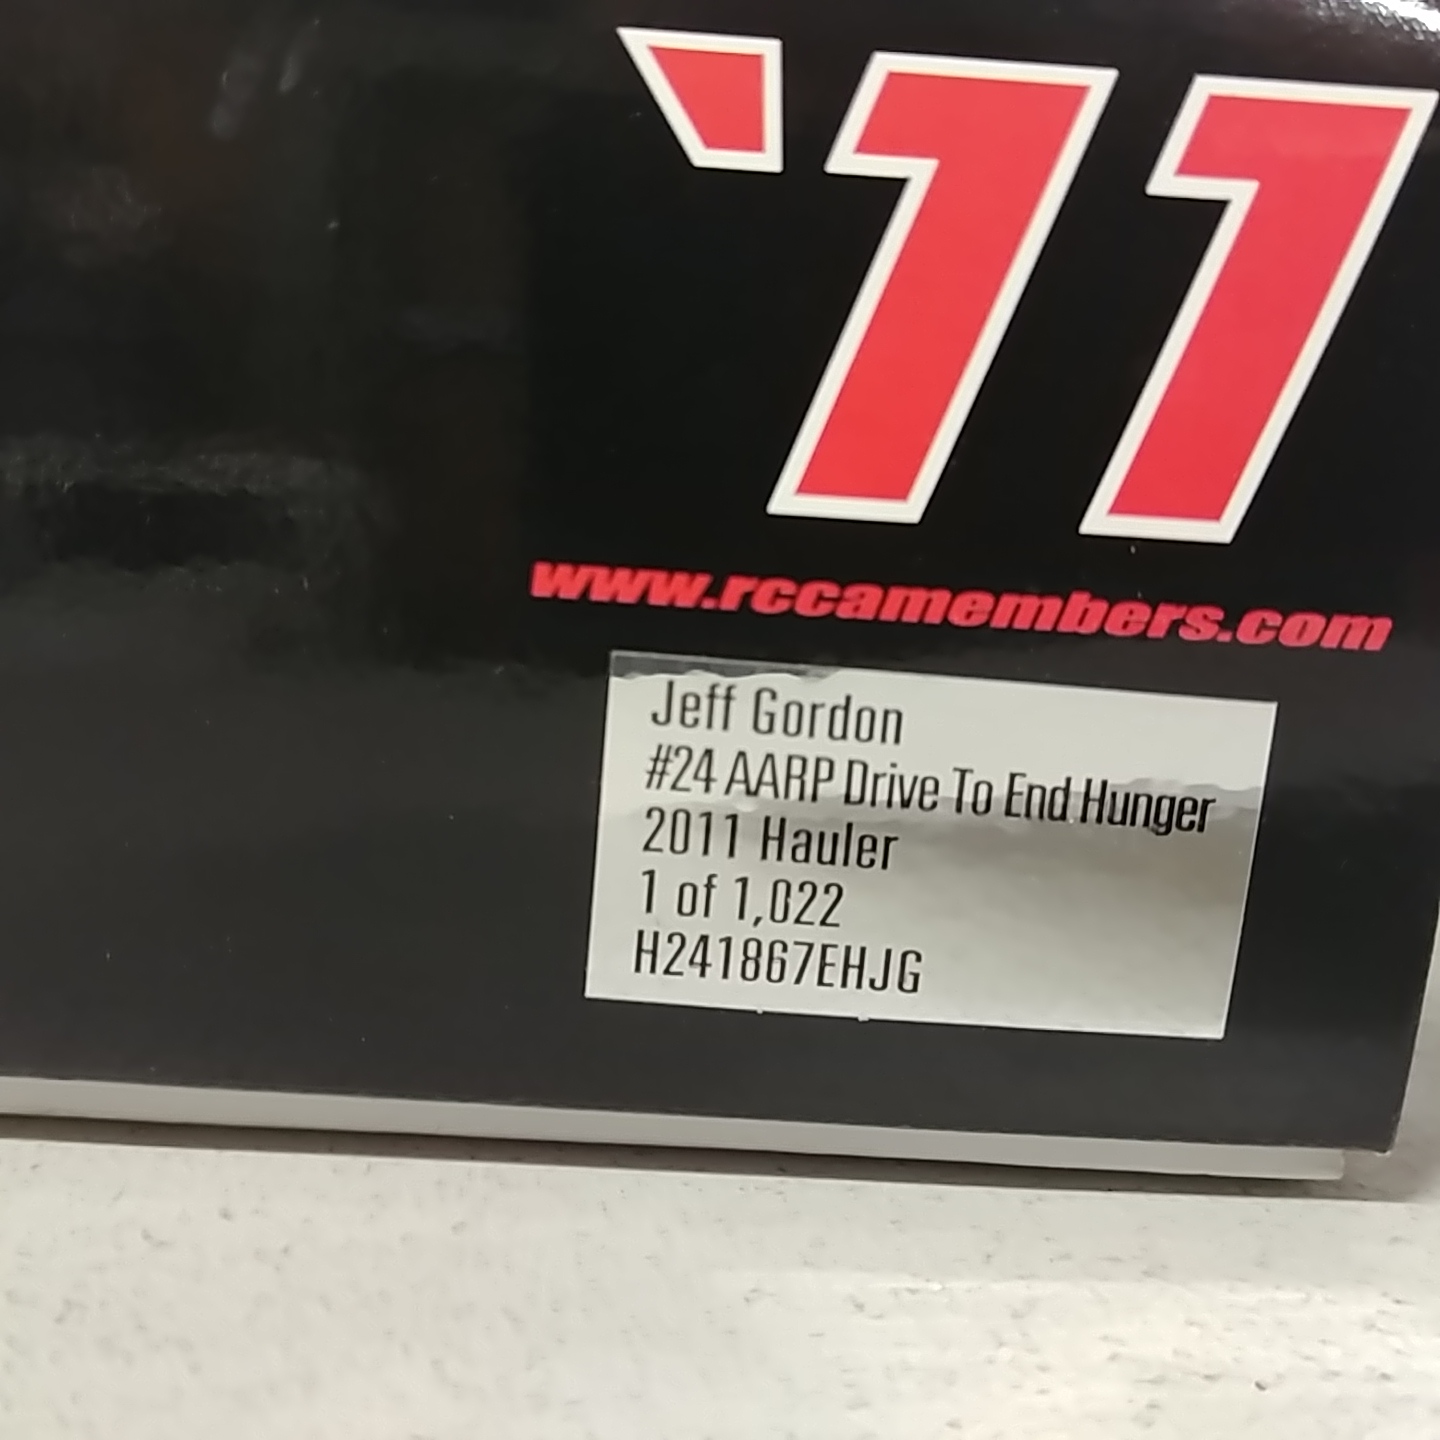 '11
www.rccamembers.com
Jeff Gordon
#24 AARP Drive To End Hunger
2011 Hauler
1 of 1,022
H241867EHJG